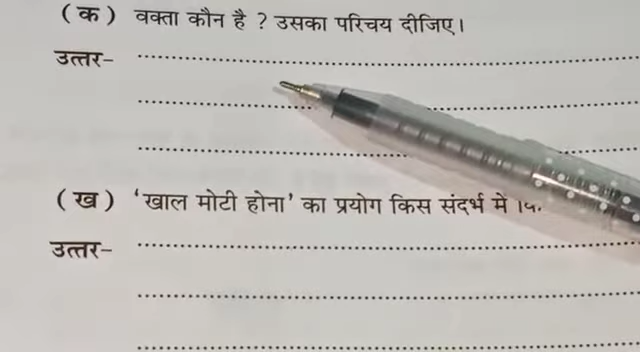 (क) वक्ता कौन है ? उसका परिचय दीजिए।
उत्तर–
(ख) 'खाल मोटी होना' का प्रयोग किस संदर्भ में
उत्तर–